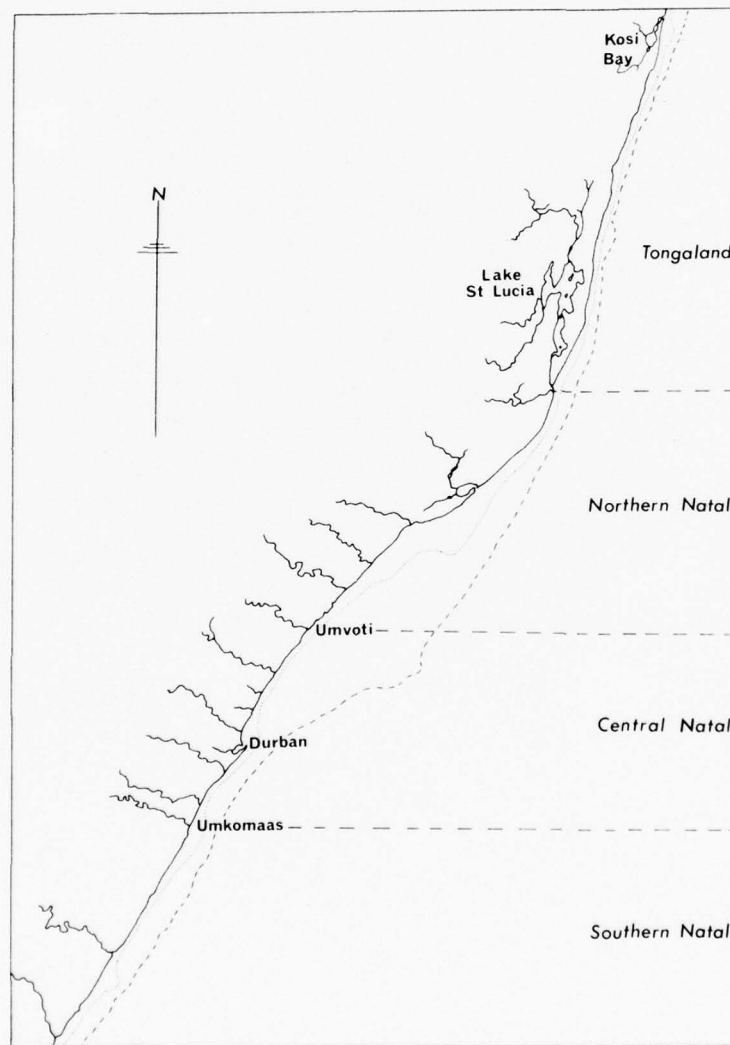 Kosi
Bay
N
Tongaland
Lake
St Lucia
Northern Natal
Umvoti
Central Natal
Durban
Umkomaas
Southern Natal